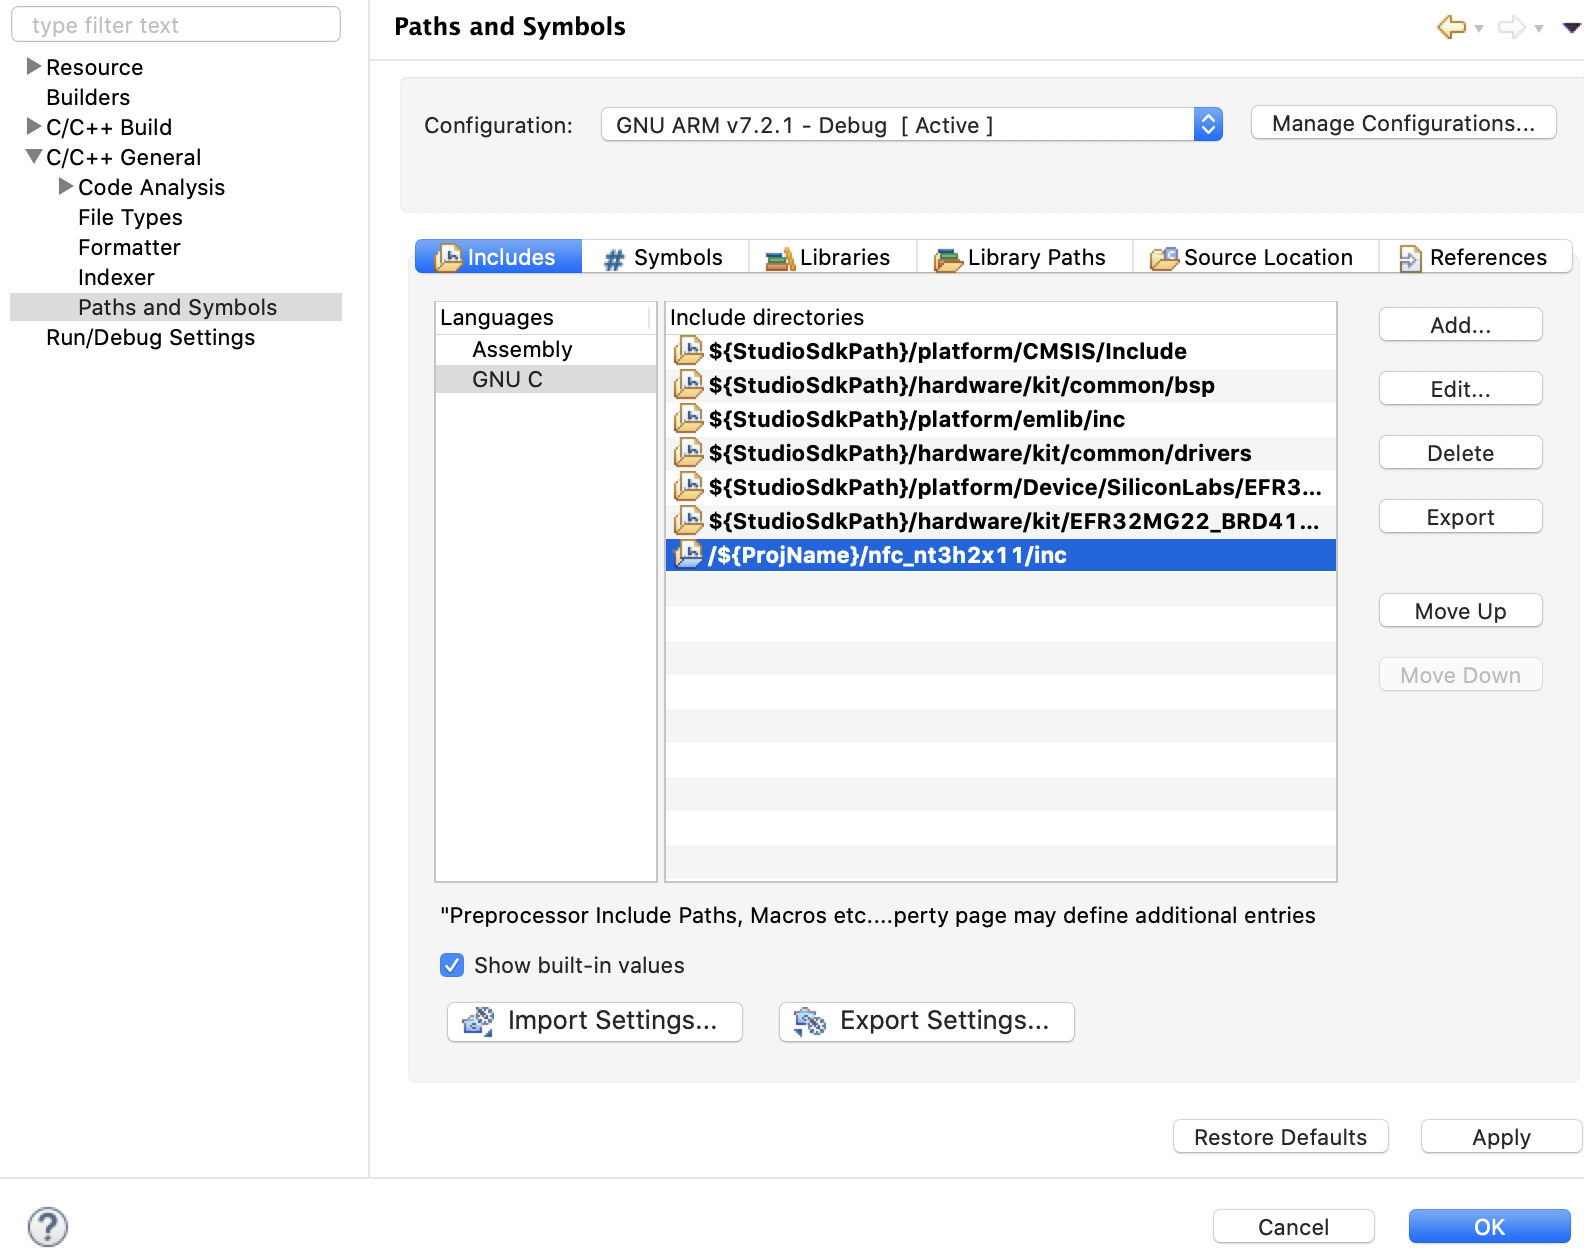 type filter text
Resource
Builders
C/C++ Build
C/C++ General
Code Analysis
File Types
Formatter
Indexer
Paths and Symbols
Run/Debug Settings
Paths and Symbols
Configuration: GNU ARM v7.2.1 - Debug [ Active ] Manage Configurations...
Includes # Symbols Libraries Library Paths Source Location References
Languages
Assembly
GNU C
Include directories
${StudioSdkPath}/platform/CMSIS/Include
${StudioSdkPath}/hardware/kit/common/bsp
${StudioSdkPath}/platform/emlib/inc
${StudioSdkPath}/hardware/kit/common/drivers
${StudioSdkPath}/platform/Device/SiliconLabs/EFR3...
${StudioSdkPath}/hardware/kit/EFR32MG22_BRD41...
/${ProjName}/nfc_nt3h2x11/inc
Add...
Edit...
Delete
Export
Move Up
Move Down
"Preprocessor Include Paths, Macros etc....perty page may define additional entries
Show built-in values
Import Settings... Export Settings...
Restore Defaults Apply
? Cancel OK